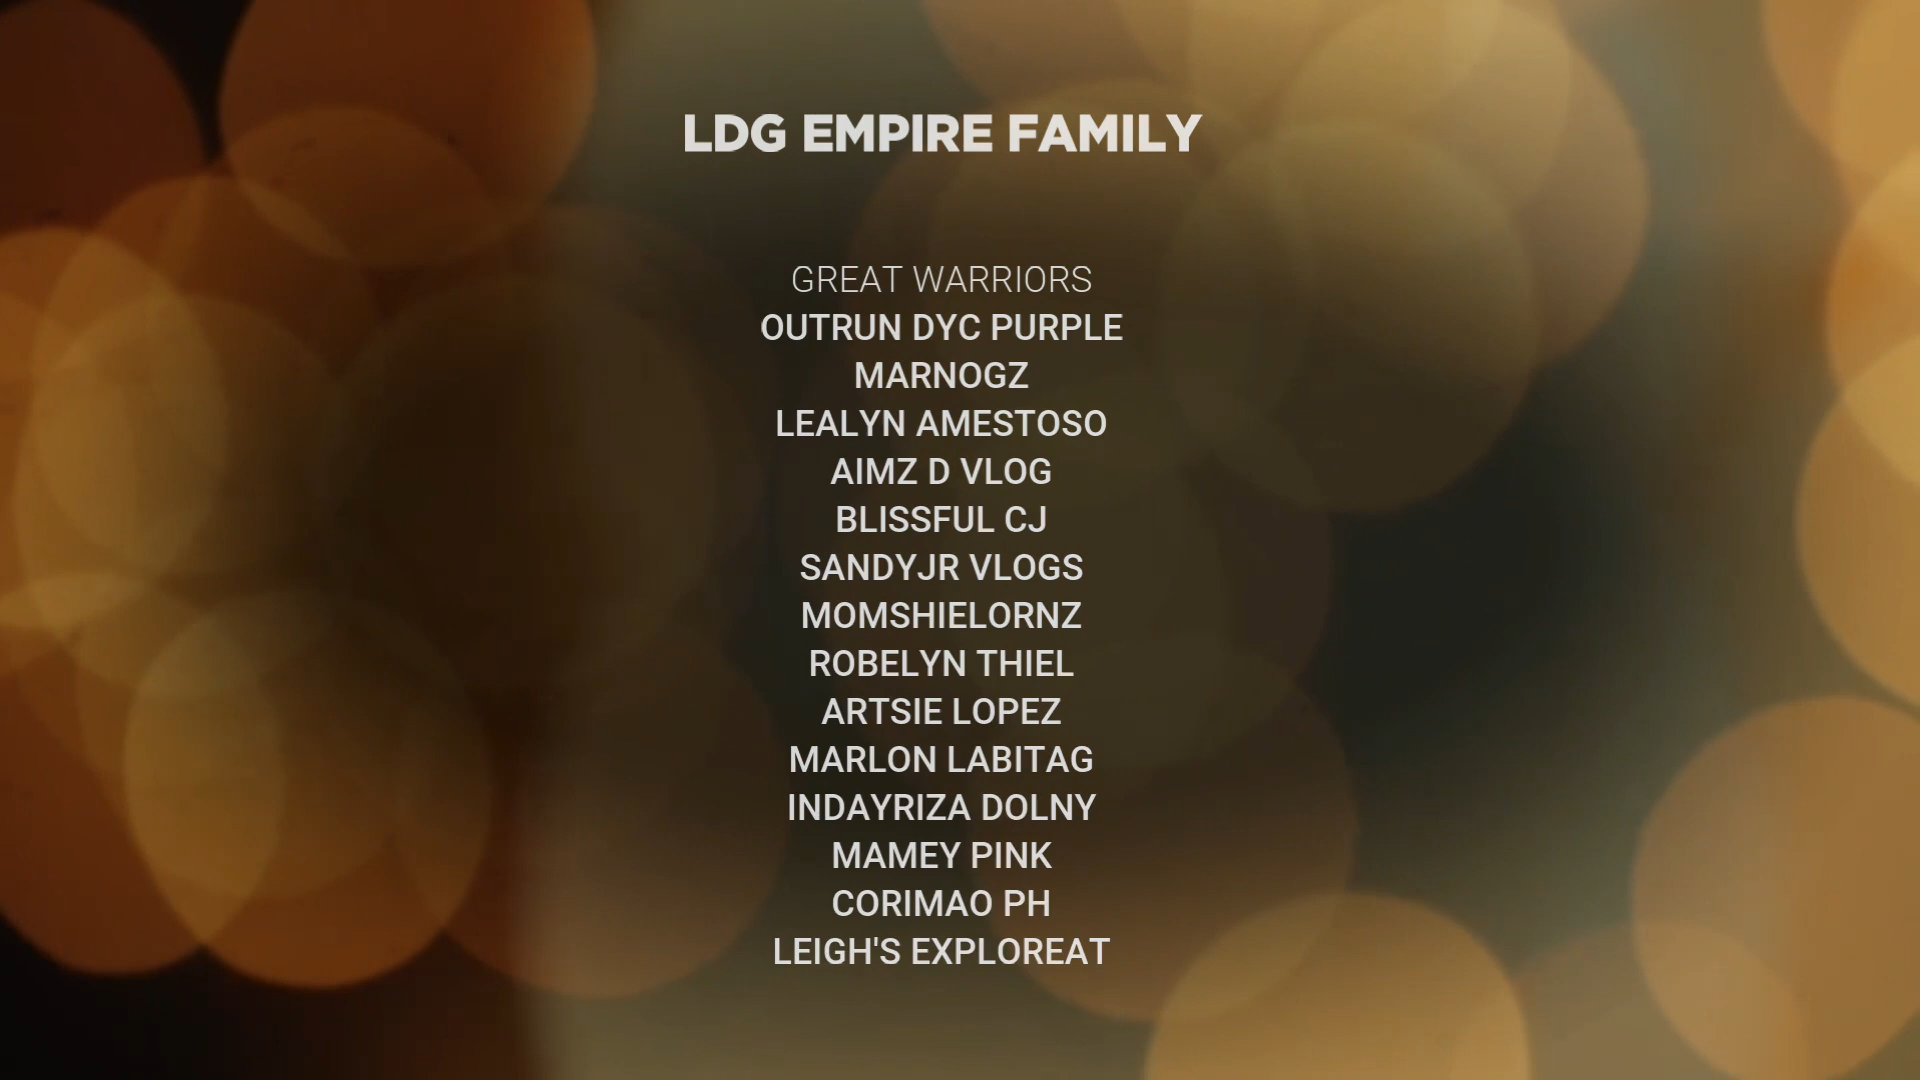 LDG EMPIRE FAMILY
GREAT WARRIORS
OUTRUN DYC PURPLE
MARNOGZ
LEALYN AMESTOSO
AIMZ D VLOG
BLISSFUL CJ
SANDYJR VLOGS
MOMSHIELORNZ
ROBELYN THIEL
ARTSIE LOPEZ
MARLON LABITAG
INDAYRIZA DOLNY
MAMEY PINK
CORIMAO PH
LEIGH'S EXPLOREAT